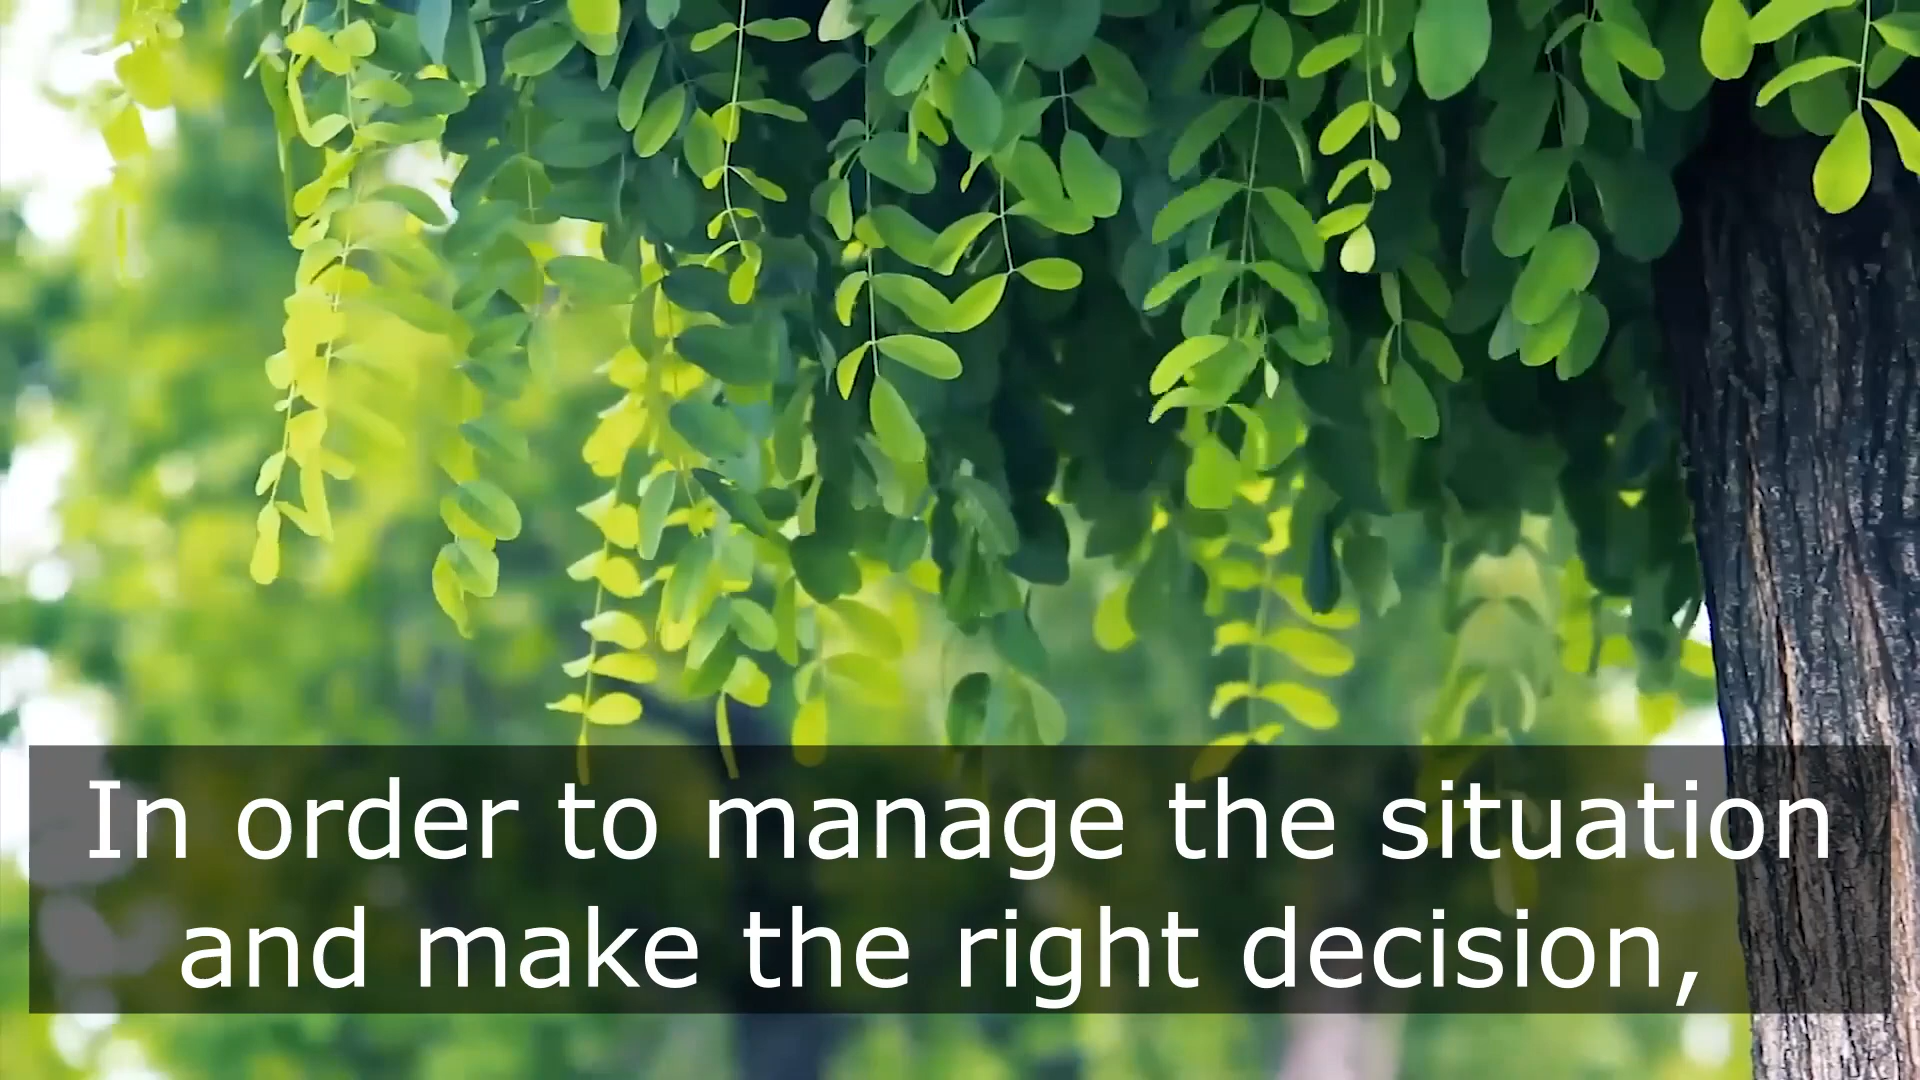 In order to manage the situation
and make the right decision,